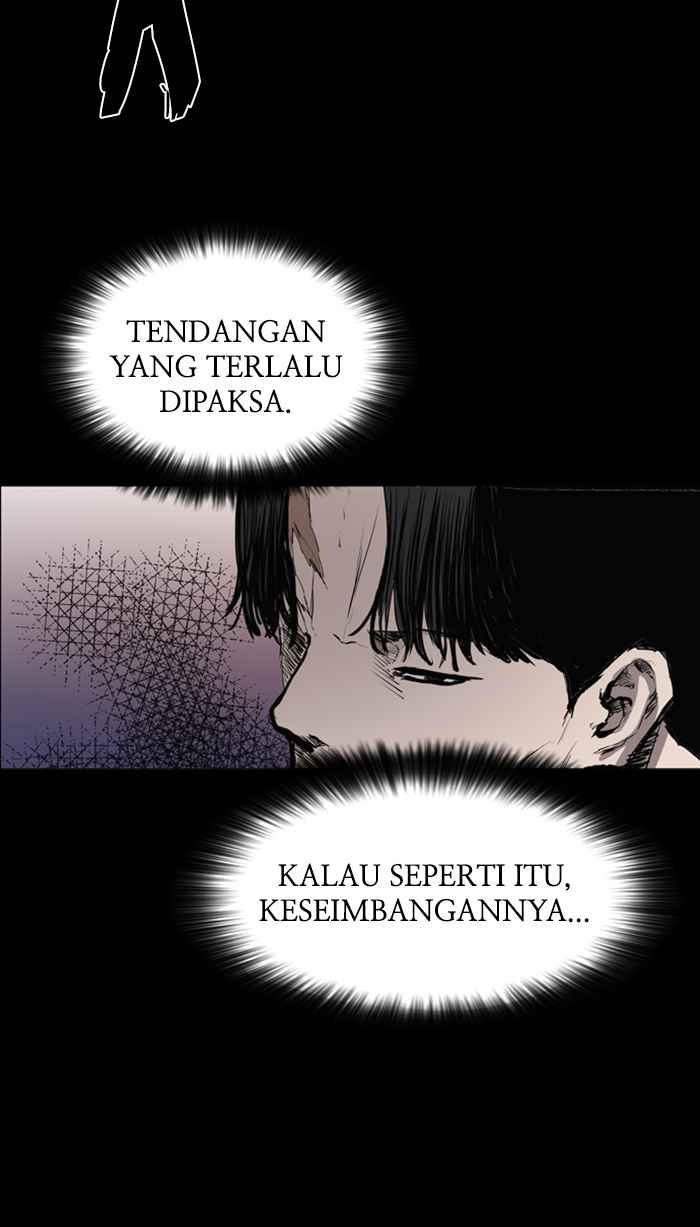 TENDANGAN
YANG TERLALU
DIPAKSA.
KALAU SEPERTI ITU,
KESEIMBANGANNYA...